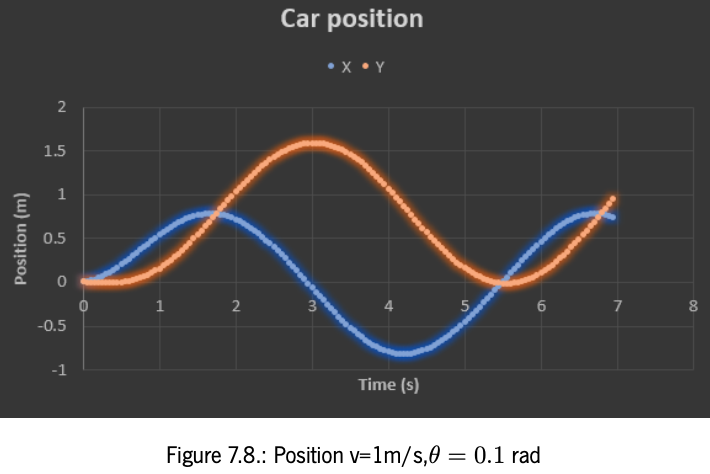 Car position
X Y
2
1.5
1
0.5
0
-0.5
-1
0 1 2 3 4 5 6 7 8
Position (m)
Time (s)
Figure 7.8.: Position v=1m/s,θ = 0.1 rad